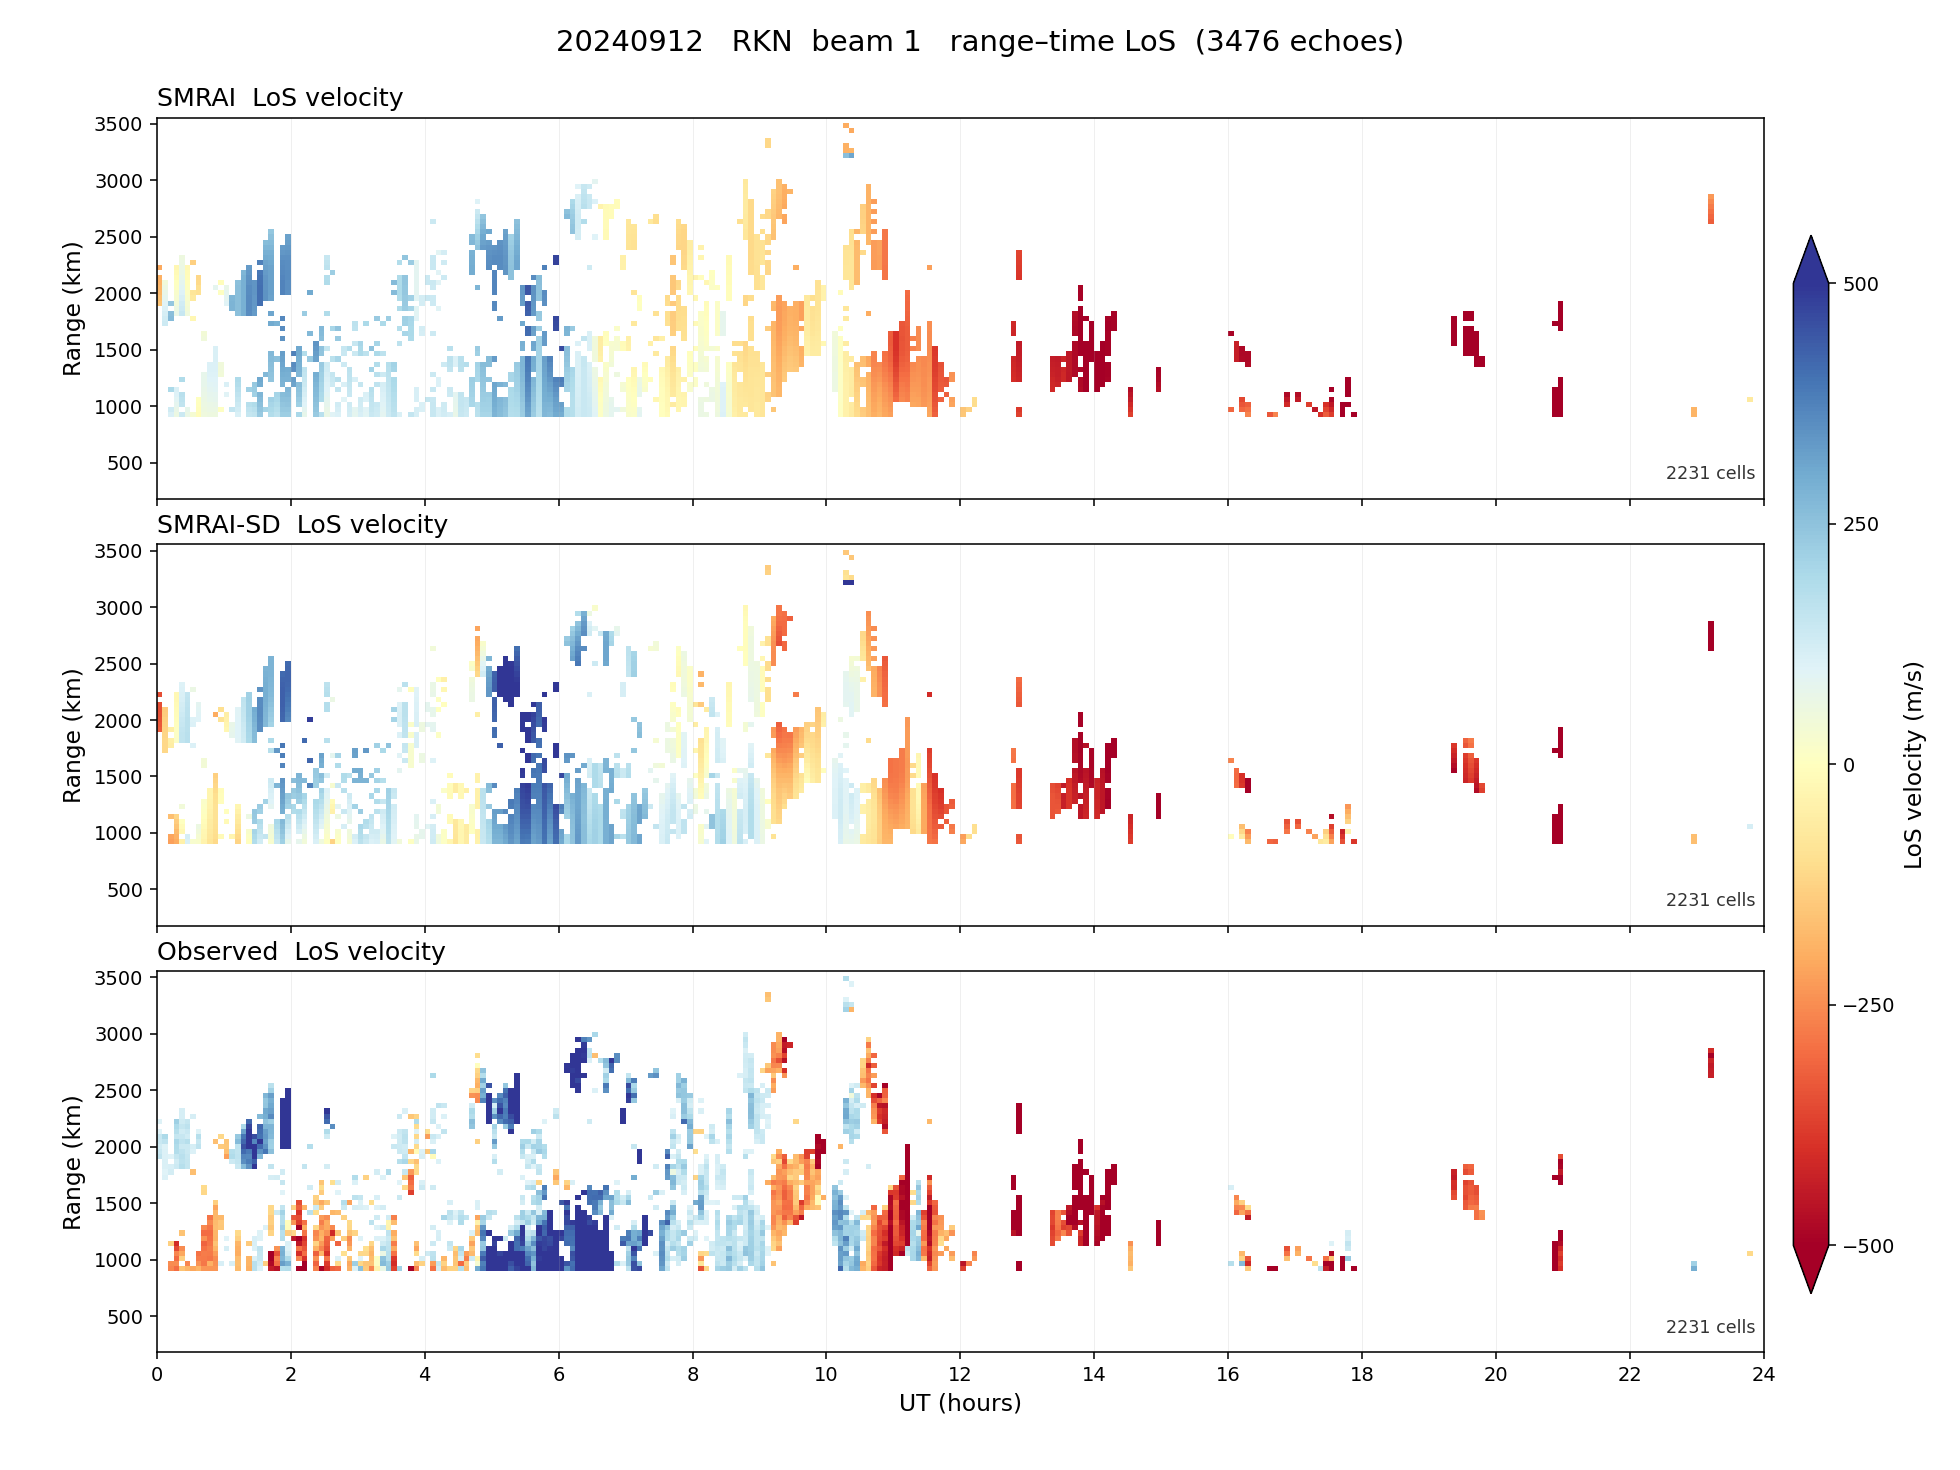 20240912 RKN beam 1 range–time LoS (3476 echoes)
SMRAI LoS velocity
3500
3000
2500
2000
1500
1000
500
Range (km)
2231 cells
SMRAI-SD LoS velocity
3500
3000
2500
2000
1500
1000
500
Range (km)
2231 cells
Observed LoS velocity
3500
3000
2500
2000
1500
1000
500
Range (km)
2231 cells
0 2 4 6 8 10 12 14 16 18 20 22 24
UT (hours)
500
250
0
−250
−500
LoS velocity (m/s)